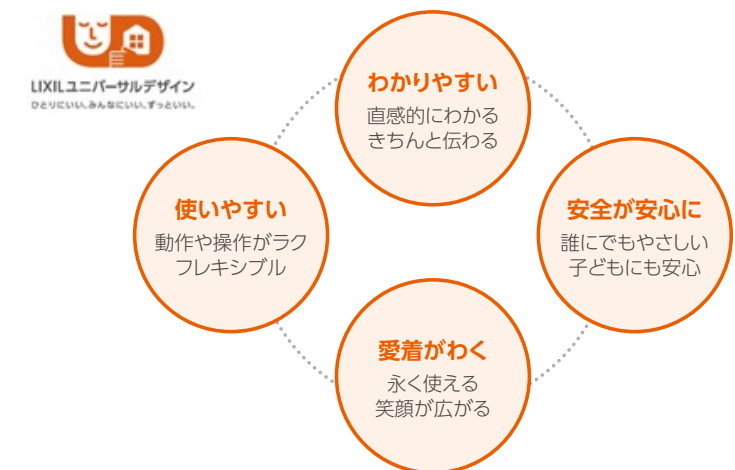 LIXILユニバーサルデザイン
ひとりにいい、みんなにいい、ずっといい。
わかりやすい
直感的にわかる
きちんと伝わる
使いやすい
動作や操作がラク
フレキシブル
安全が安心に
誰にでもやさしい
子どもにも安心
愛着がわく
永く使える
笑顔が広がる